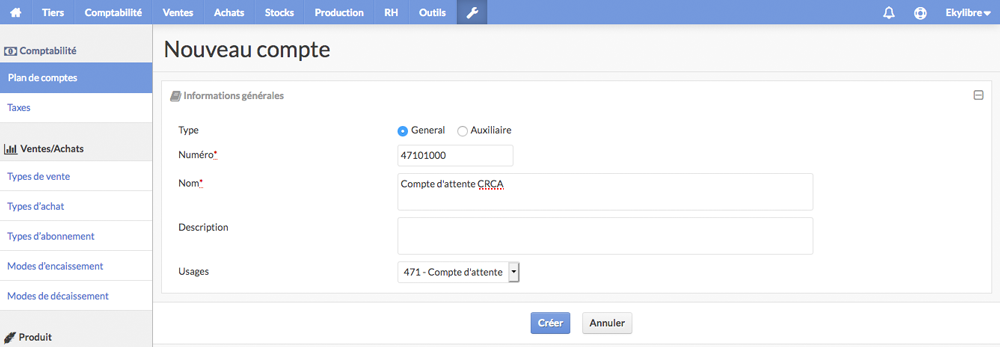 Tiers Comptabilité Ventes Achats Stocks Production RH Outils Ekylibre
Comptabilité
Plan de comptes
Taxes
Ventes/Achats
Types de vente
Types d'achat
Types d'abonnement
Modes d'encaissement
Modes de décaissement
Produit
Nouveau compte
Informations générales
Type General Auxiliaire
Numéro* 47101000
Nom* Compte d'attente CRCA
Description
Usages 471 - Compte d'attente
Créer Annuler